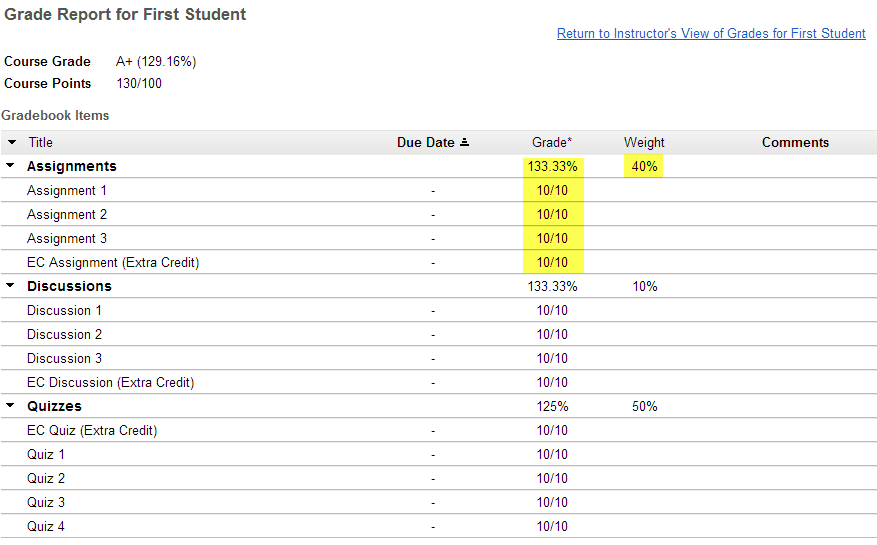 Grade Report for First Student
Return to Instructor's View of Grades for First Student
Course Grade A+ (129.16%)
Course Points 130/100
Gradebook Items
Title Due Date Grade* Weight Comments
Assignments 133.33% 40%
Assignment 1 - 10/10
Assignment 2 - 10/10
Assignment 3 - 10/10
EC Assignment (Extra Credit) - 10/10
Discussions 133.33% 10%
Discussion 1 - 10/10
Discussion 2 - 10/10
Discussion 3 - 10/10
EC Discussion (Extra Credit) - 10/10
Quizzes 125% 50%
EC Quiz (Extra Credit) - 10/10
Quiz 1 - 10/10
Quiz 2 - 10/10
Quiz 3 - 10/10
Quiz 4 - 10/10